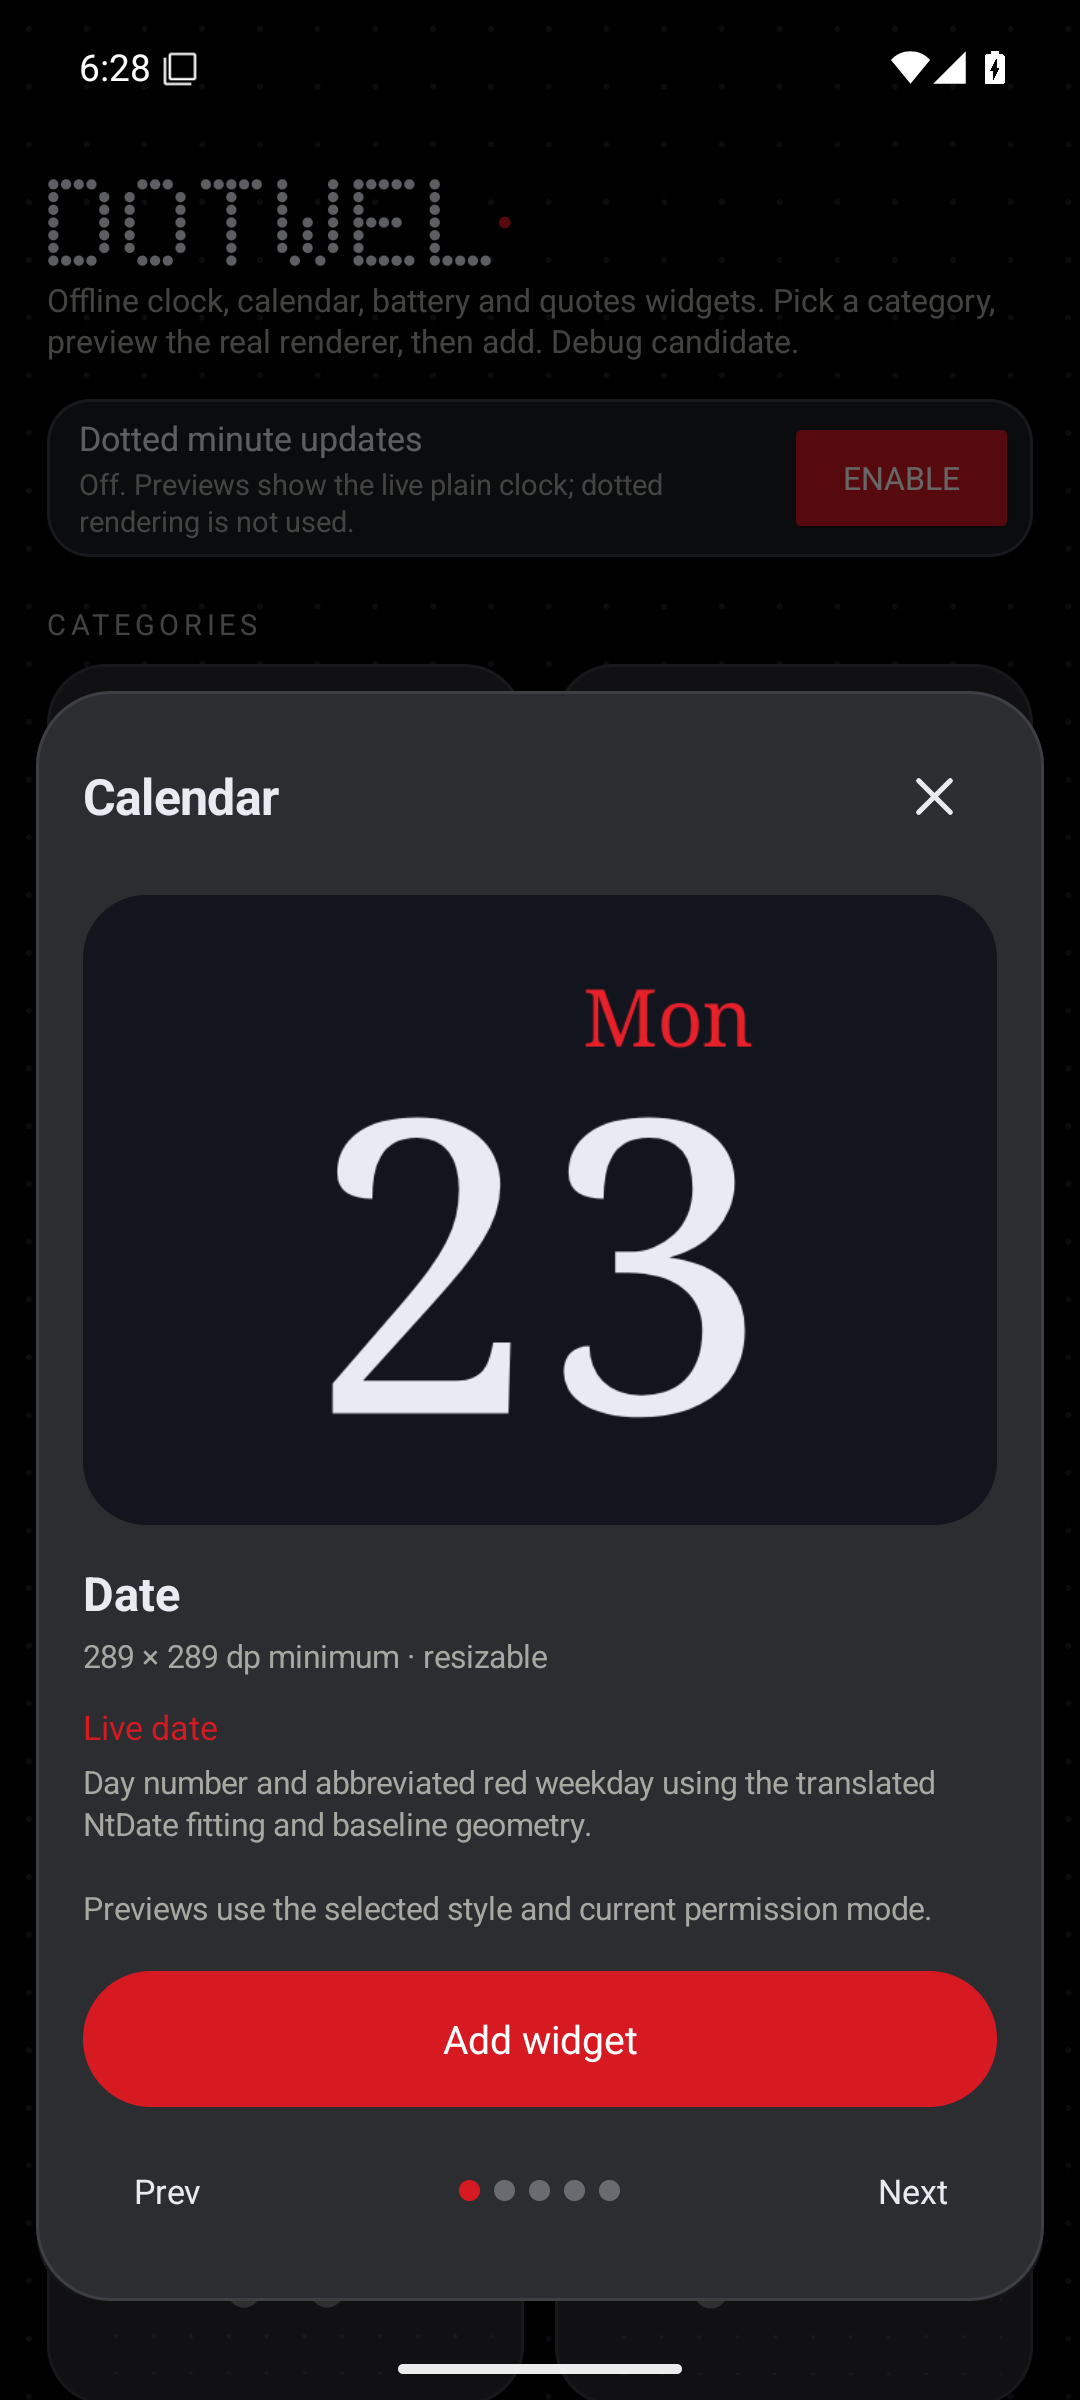 6:28
DOTWEL
Offline clock, calendar, battery and quotes widgets. Pick a category,
preview the real renderer, then add. Debug candidate.
Dotted minute updates
Off. Previews show the live plain clock; dotted
rendering is not used.
ENABLE
CATEGORIES
Calendar
Mon
23
Date
289 × 289 dp minimum · resizable
Live date
Day number and abbreviated red weekday using the translated
NtDate fitting and baseline geometry.
Previews use the selected style and current permission mode.
Add widget
Prev
Next